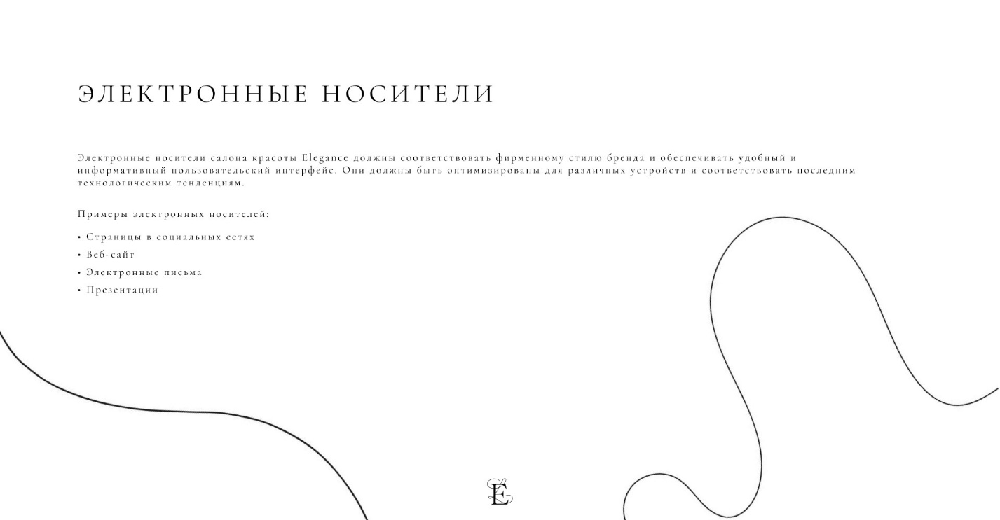 ЭЛЕКТРОННЫЕ НОСИТЕЛИ
Электронные носители салона красоты Elegance должны соответствовать фирменному стилю бренда и обеспечивать удобный и
информативный пользовательский интерфейс. Они должны быть оптимизированы для различных устройств и соответствовать последним
технологическим тенденциям.
Примеры электронных носителей:
• Страницы в социальных сетях
• Веб-сайт
• Электронные письма
• Презентации
E